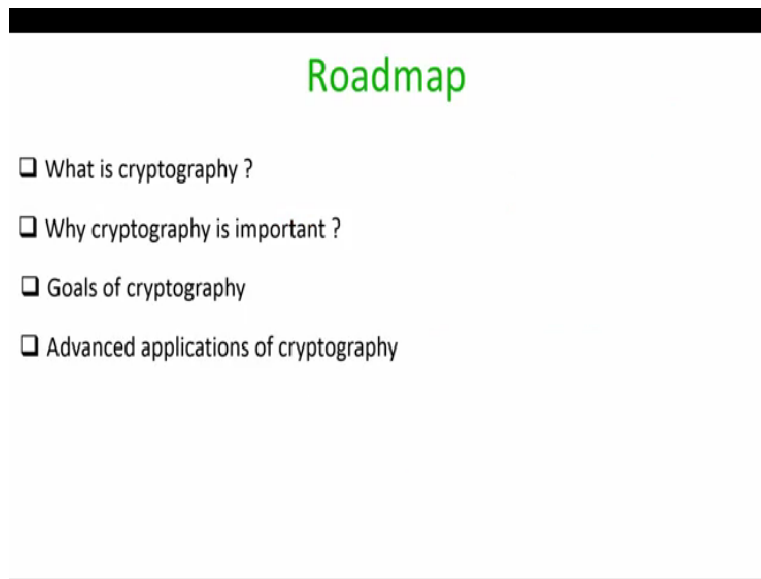 Roadmap
❑ What is cryptography ?
❑ Why cryptography is important ?
❑ Goals of cryptography
❑ Advanced applications of cryptography